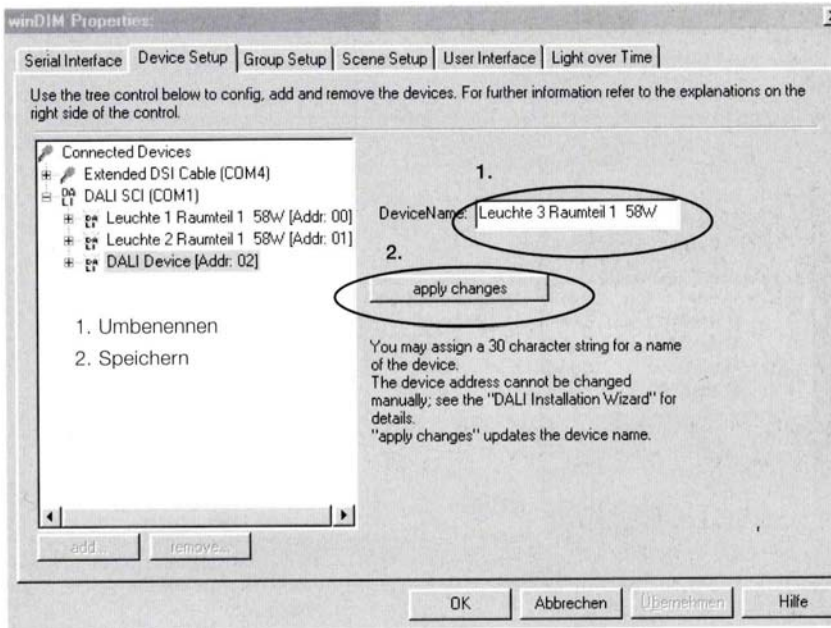 winDIM Properties:
Serial Interface Device Setup Group Setup Scene Setup User Interface Light over Time
Use the tree control below to config, add and remove the devices. For further information refer to the explanations on the
right side of the control.
Connected Devices
Extended DSI Cable (COM4)
DALI SCI (COM1)
Leuchte 1 Raumteil 1 58W [Addr: 00]
Leuchte 2 Raumteil 1 58W [Addr: 01]
DALI Device [Addr: 02]
1. Umbenennen
2. Speichern
1.
DeviceName: Leuchte 3 Raumteil 1 58W
2.
apply changes
You may assign a 30 character string for a name
of the device.
The device address cannot be changed
manually; see the "DALI Installation Wizard" for
details.
"apply changes" updates the device name.
add... remove...
OK Abbrechen Übernehmen Hilfe